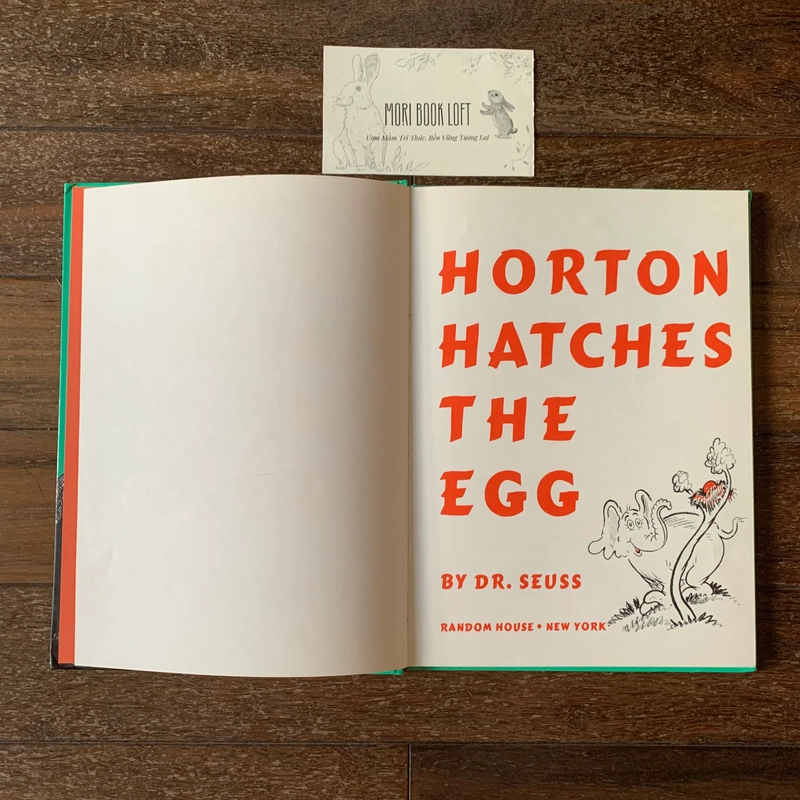 MORI BOOK LOFT
Ươm Mầm Tri Thức, Bền Vững Tương Lai
HORTON
HATCHES
THE
EGG
BY DR. SEUSS
RANDOM HOUSE • NEW YORK